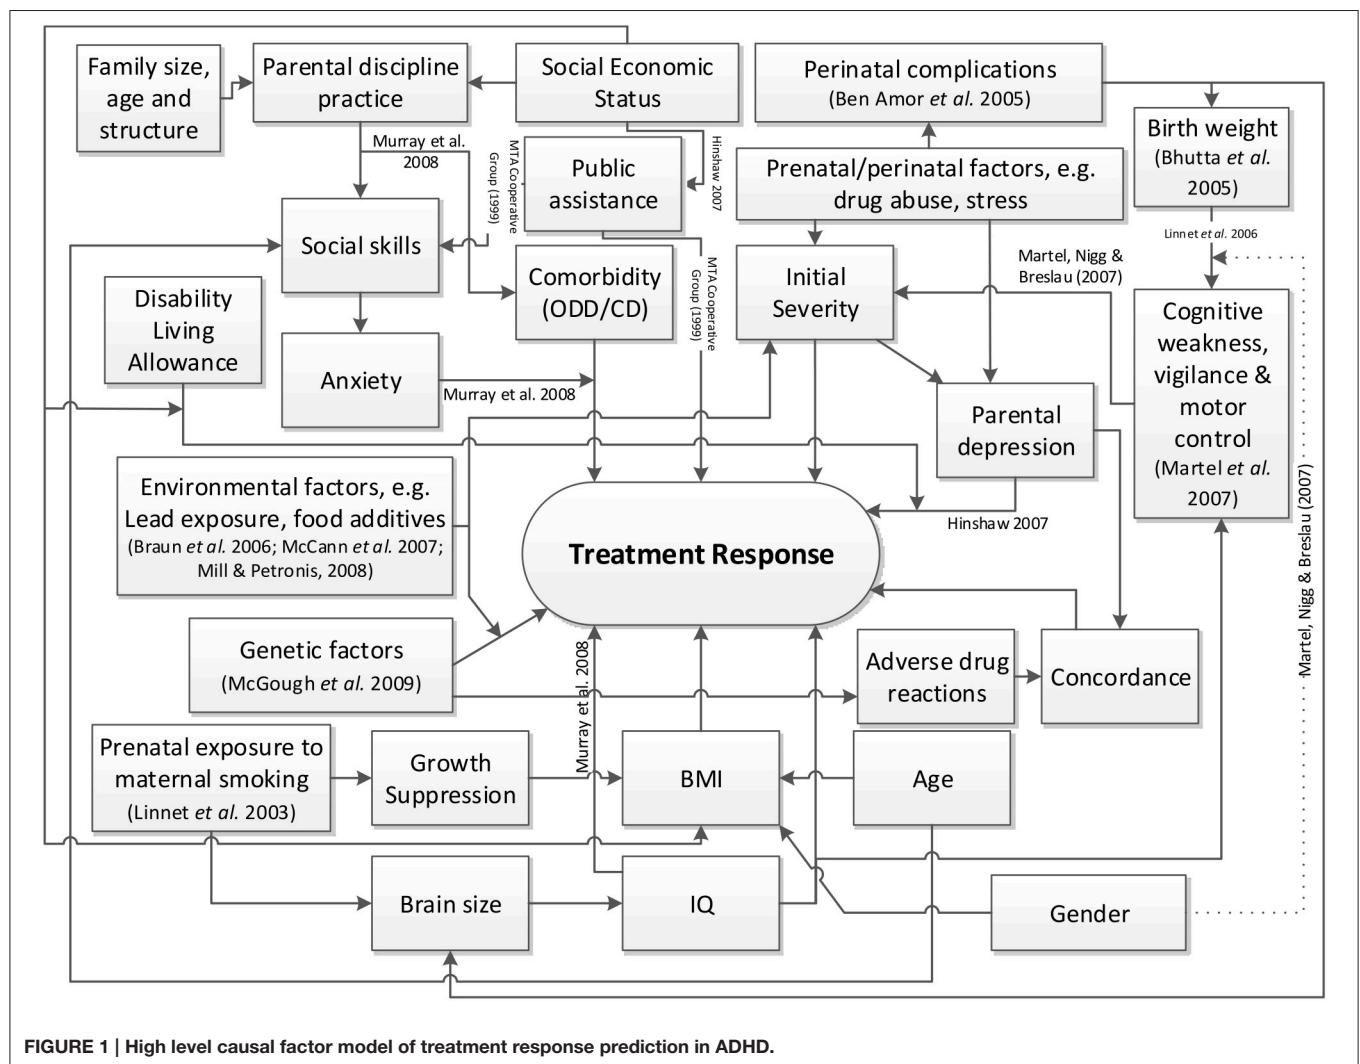 Family size,
age and
structure
Parental discipline
practice
Social Economic
Status
Perinatal complications
(Ben Amor et al. 2005)
Birth weight
(Bhutta et al.
2005)
Murray et al.
2008
MTA Cooperative
Group (1999)
Public
assistance
Hinshaw 2007
Prenatal/perinatal factors, e.g.
drug abuse, stress
Linnet et al. 2006
Social skills
Comorbidity
(ODD/CD)
MTA Cooperative
Group (1999)
Initial
Severity
Martel, Nigg &
Breslau (2007)
Cognitive
weakness,
vigilance &
motor
control
(Martel et al.
2007)
Disability
Living
Allowance
Anxiety
Murray et al. 2008
Parental
depression
Environmental factors, e.g.
Lead exposure, food additives
(Braun et al. 2006; McCann et al. 2007;
Mill & Petronis, 2008)
Hinshaw 2007
Treatment Response
Martel, Nigg & Breslau (2007)
Genetic factors
(McGough et al. 2009)
Murray et al. 2008
Adverse drug
reactions
Concordance
Prenatal exposure to
maternal smoking
(Linnet et al. 2003)
Growth
Suppression
BMI
Age
Brain size
IQ
Gender
FIGURE 1 | High level causal factor model of treatment response prediction in ADHD.